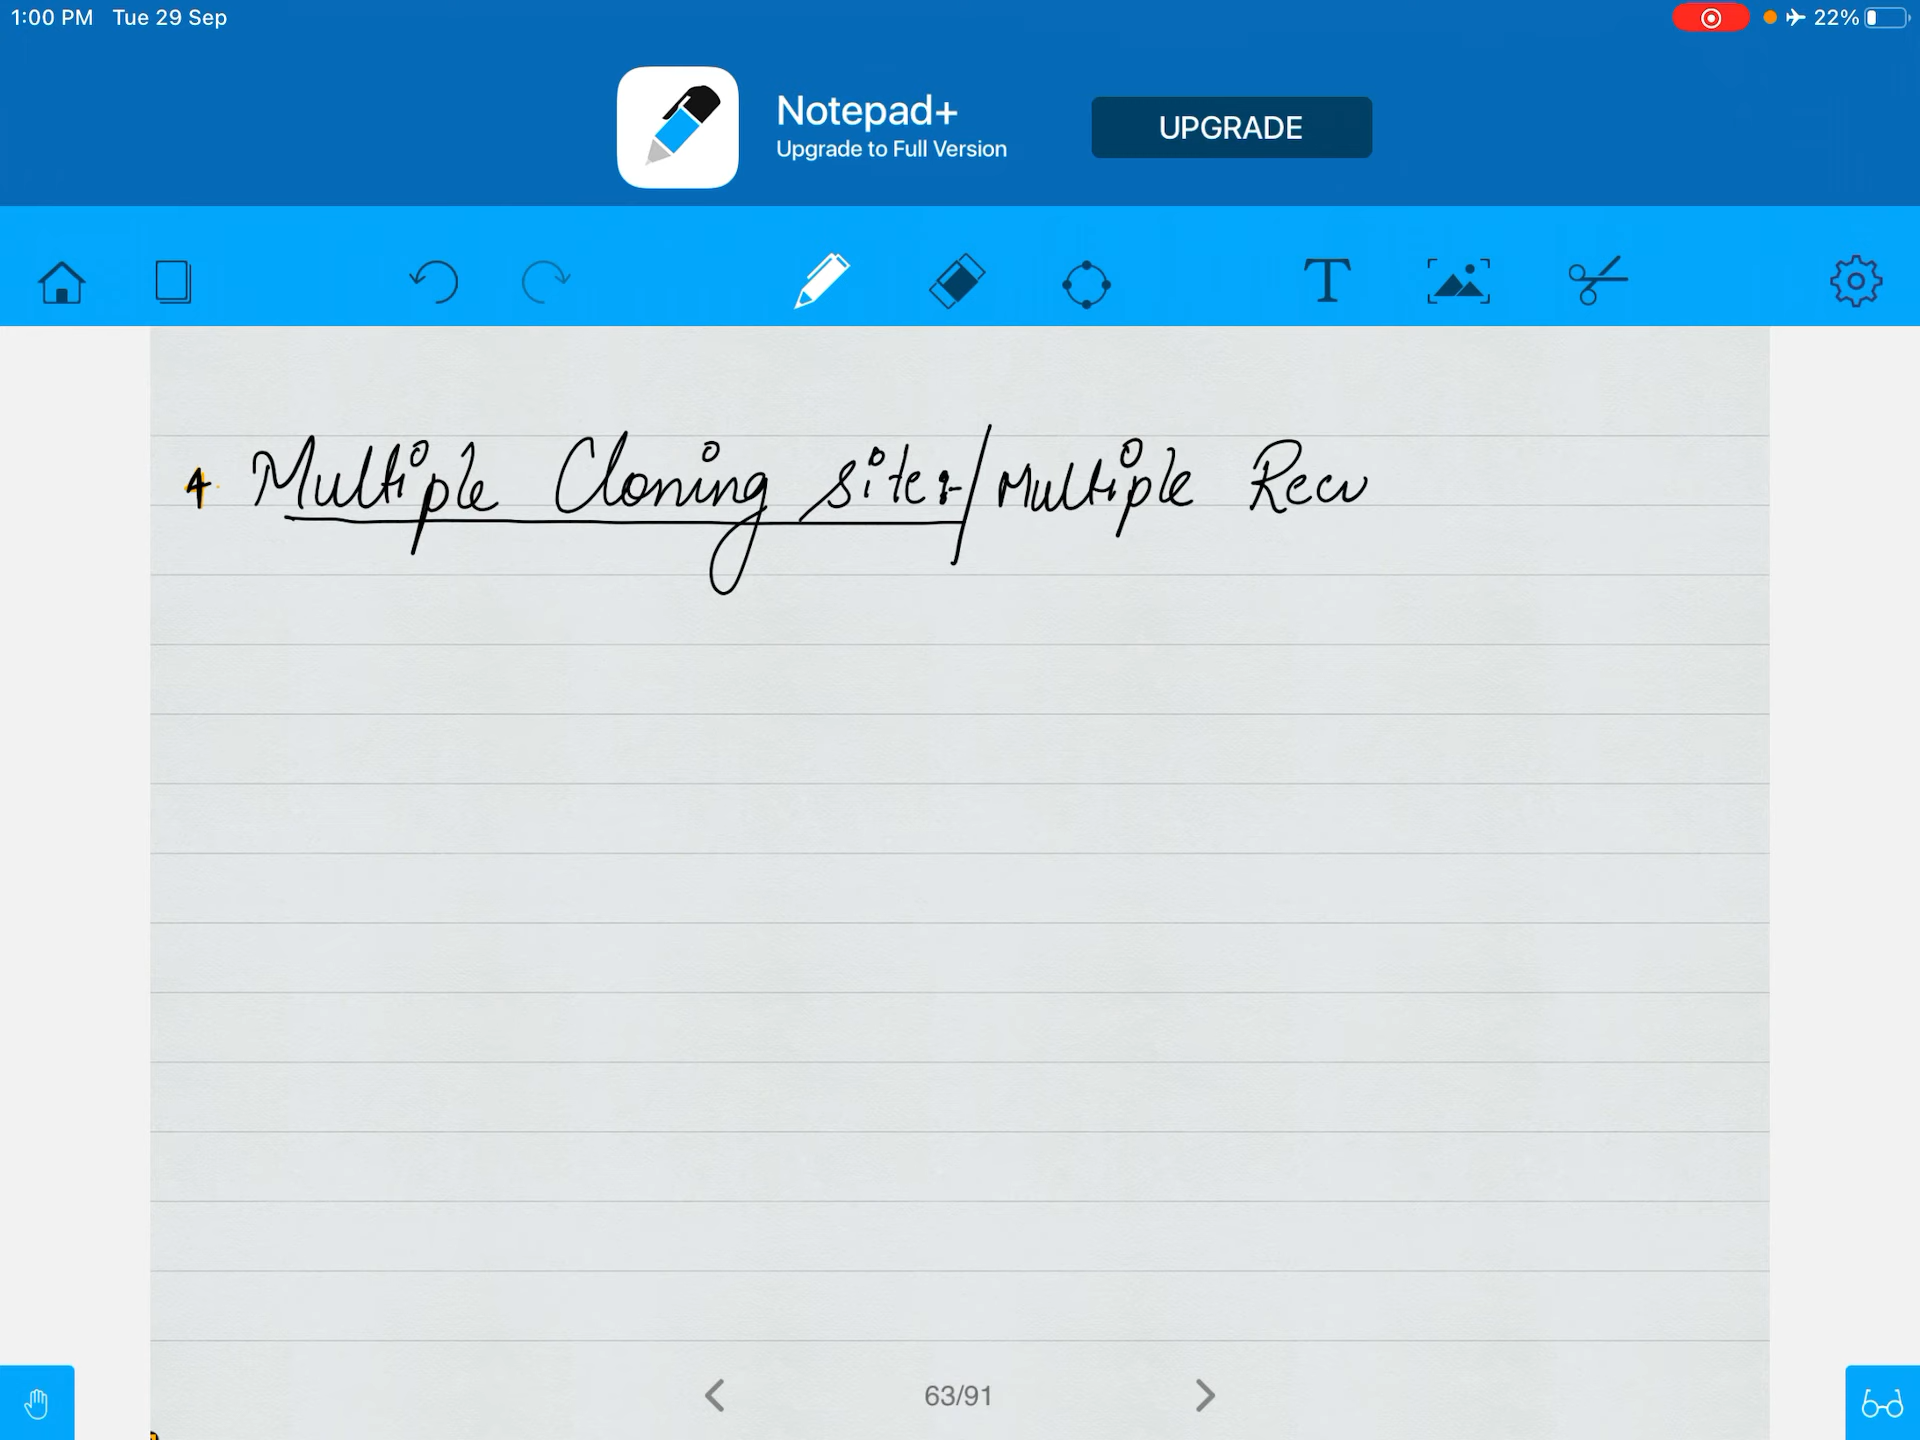 1:00 PM Tue 29 Sep 22%
Notepad+
Upgrade to Full Version
UPGRADE
T
4 Multiple Cloning site:-/Multiple Recu
63/91